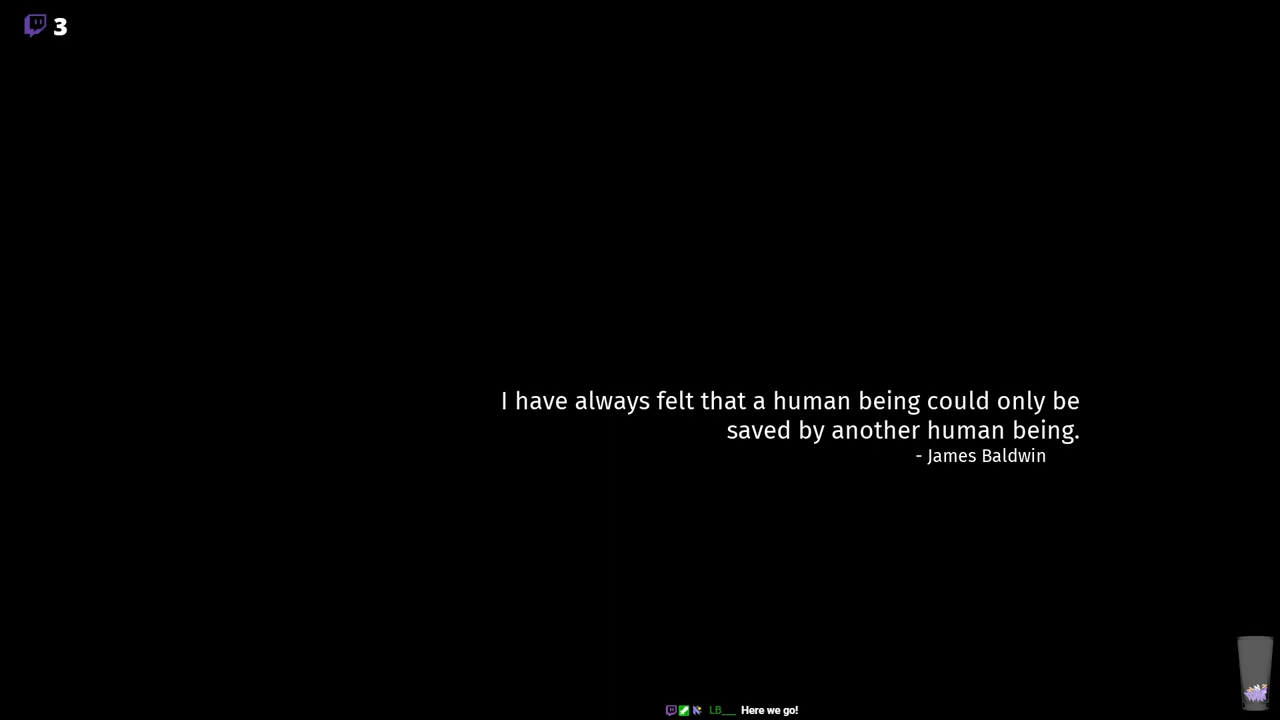 3
I have always felt that a human being could only be
saved by another human being.
- James Baldwin
LB___ Here we go!